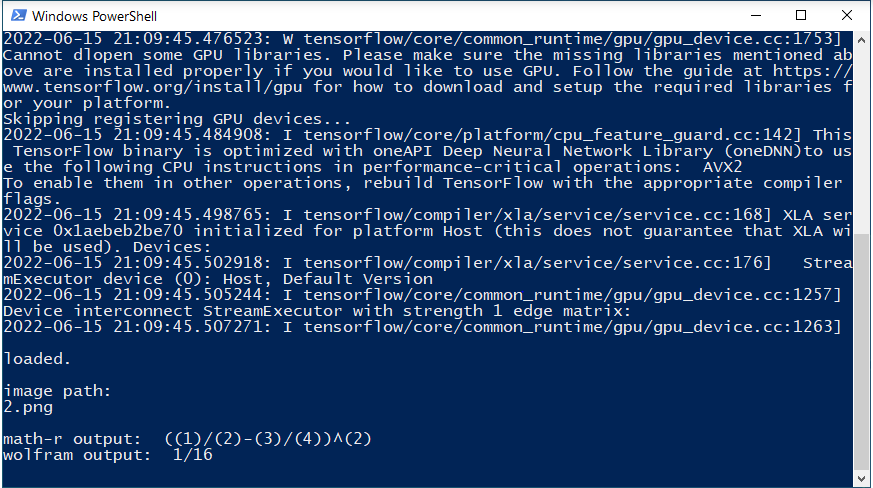 Windows PowerShell
2022-06-15 21:09:45.476523: W tensorflow/core/common_runtime/gpu/gpu_device.cc:1753]
Cannot dlopen some GPU libraries. Please make sure the missing libraries mentioned ab
ove are installed properly if you would like to use GPU. Follow the guide at https://
www.tensorflow.org/install/gpu for how to download and setup the required libraries f
or your platform.
Skipping registering GPU devices...
2022-06-15 21:09:45.484908: I tensorflow/core/platform/cpu_feature_guard.cc:142] This
 TensorFlow binary is optimized with oneAPI Deep Neural Network Library (oneDNN)to us
e the following CPU instructions in performance-critical operations:  AVX2
To enable them in other operations, rebuild TensorFlow with the appropriate compiler
flags.
2022-06-15 21:09:45.498765: I tensorflow/compiler/xla/service/service.cc:168] XLA ser
vice 0x1aebeb2be70 initialized for platform Host (this does not guarantee that XLA wi
ll be used). Devices:
2022-06-15 21:09:45.502918: I tensorflow/compiler/xla/service/service.cc:176]   Strea
mExecutor device (0): Host, Default Version
2022-06-15 21:09:45.505244: I tensorflow/core/common_runtime/gpu/gpu_device.cc:1257]
Device interconnect StreamExecutor with strength 1 edge matrix:
2022-06-15 21:09:45.507271: I tensorflow/core/common_runtime/gpu/gpu_device.cc:1263]
loaded.
image path:
2.png
math-r output:  ((1)/(2)-(3)/(4))^(2)
wolfram output:  1/16